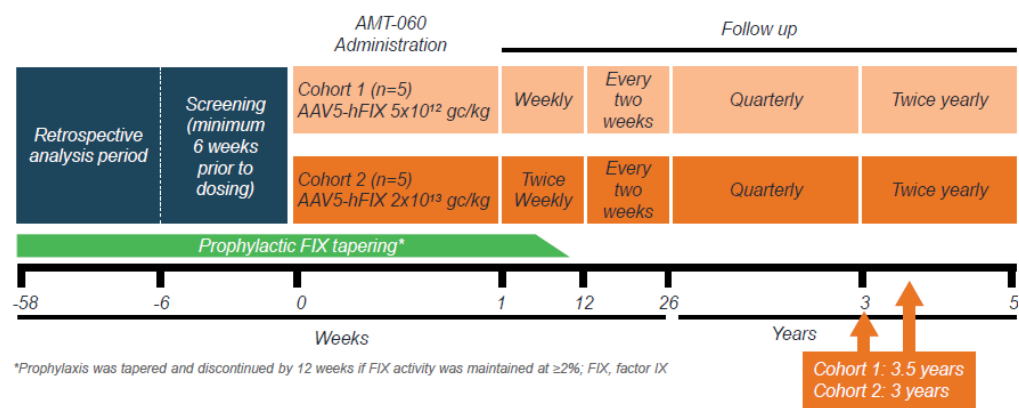 AMT-060
Administration
Follow up
Retrospective
analysis period
Screening
(minimum
6 weeks
prior to
dosing)
Cohort 1 (n=5)
AAV5-hFIX 5x10¹² gc/kg
Weekly
Every
two
weeks
Quarterly
Twice yearly
Cohort 2 (n=5)
AAV5-hFIX 2x10¹³ gc/kg
Twice
Weekly
Every
two
weeks
Quarterly
Twice yearly
Prophylactic FIX tapering*
-58 -6 0 1 12 26 3 5
Weeks Years
*Prophylaxis was tapered and discontinued by 12 weeks if FIX activity was maintained at ≥2%; FIX, factor IX
Cohort 1: 3.5 years
Cohort 2: 3 years